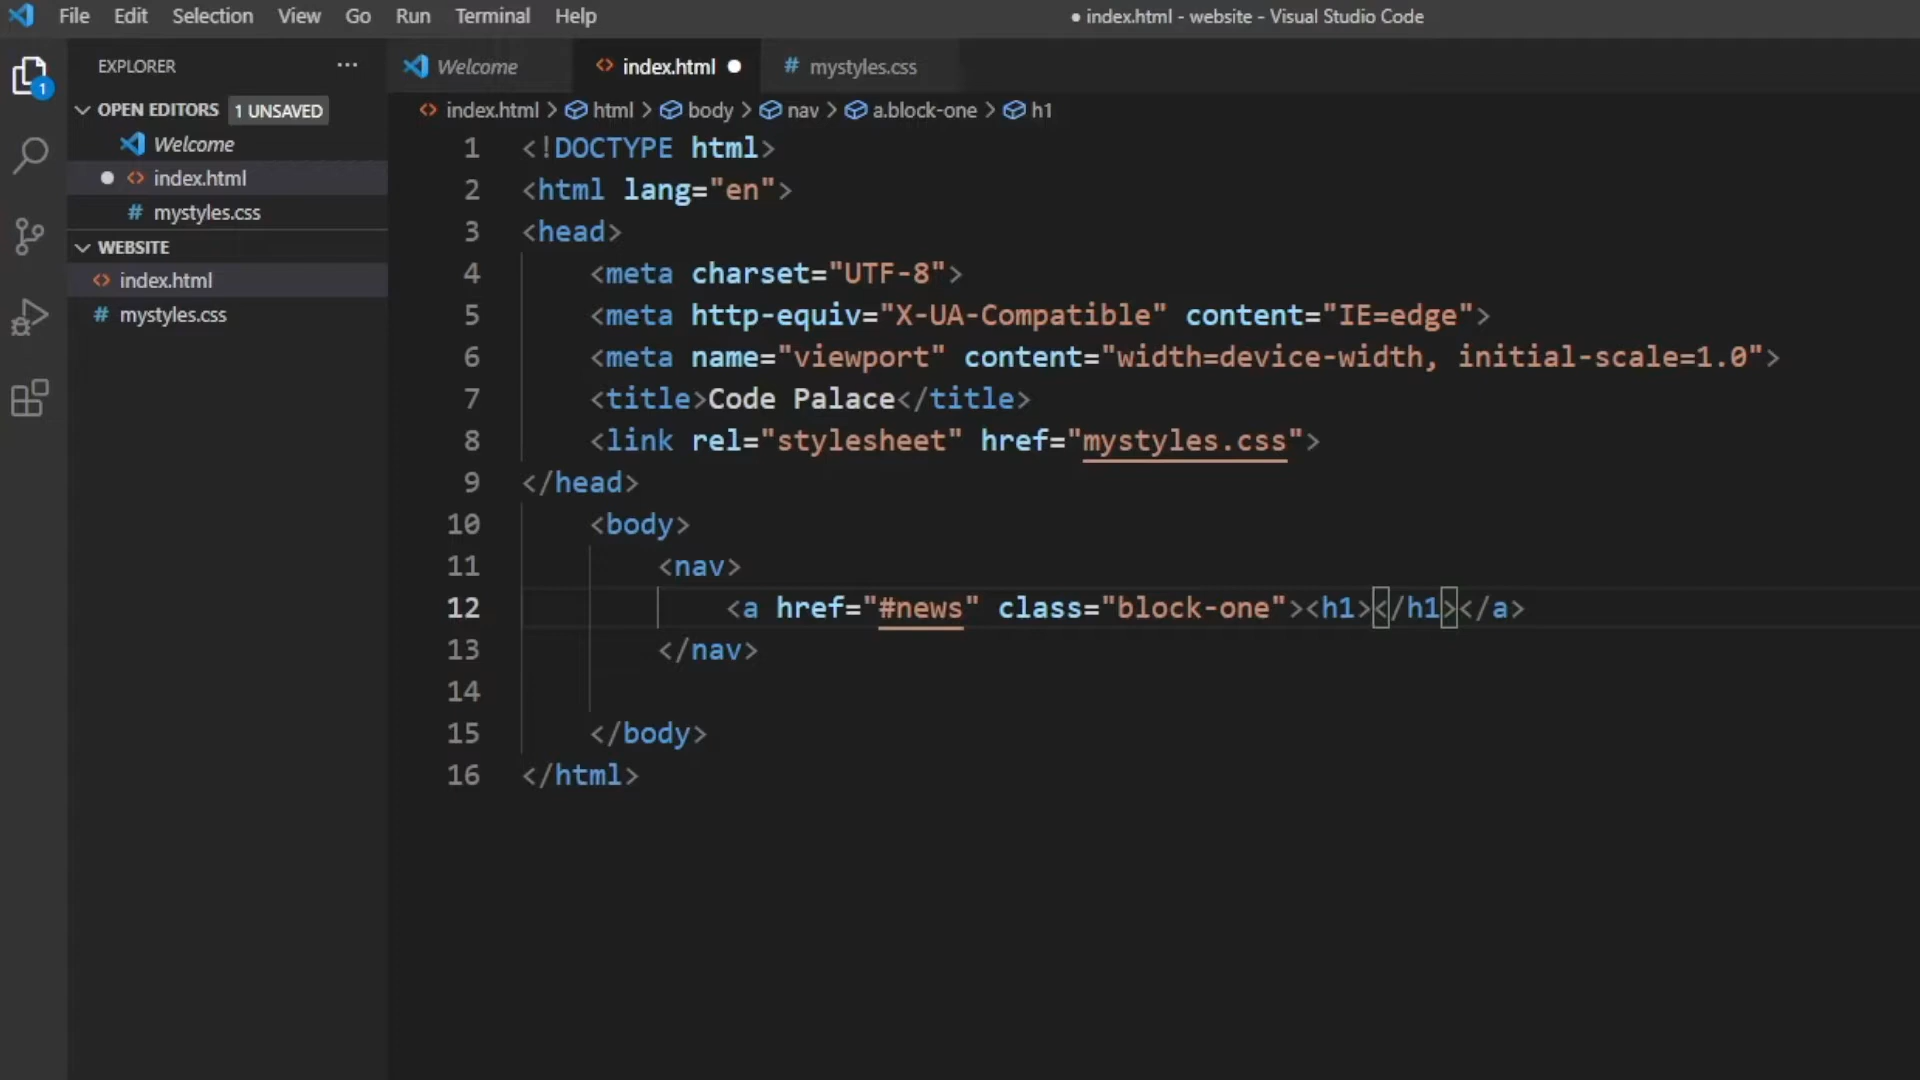 File Edit Selection View Go Run Terminal Help
● index.html - website - Visual Studio Code
EXPLORER ...
Welcome
<> index.html ●
# mystyles.css
OPEN EDITORS 1 UNSAVED
Welcome
● <> index.html
# mystyles.css
WEBSITE
<> index.html
# mystyles.css
1
<> index.html > html > body > nav > a.block-one > h1
1 <!DOCTYPE html>
2 <html lang="en">
3 <head>
4     <meta charset="UTF-8">
5     <meta http-equiv="X-UA-Compatible" content="IE=edge">
6     <meta name="viewport" content="width=device-width, initial-scale=1.0">
7     <title>Code Palace</title>
8     <link rel="stylesheet" href="mystyles.css">
9 </head>
10     <body>
11         <nav>
12             <a href="#news" class="block-one"><h1></h1></a>
13         </nav>
14
15     </body>
16 </html>